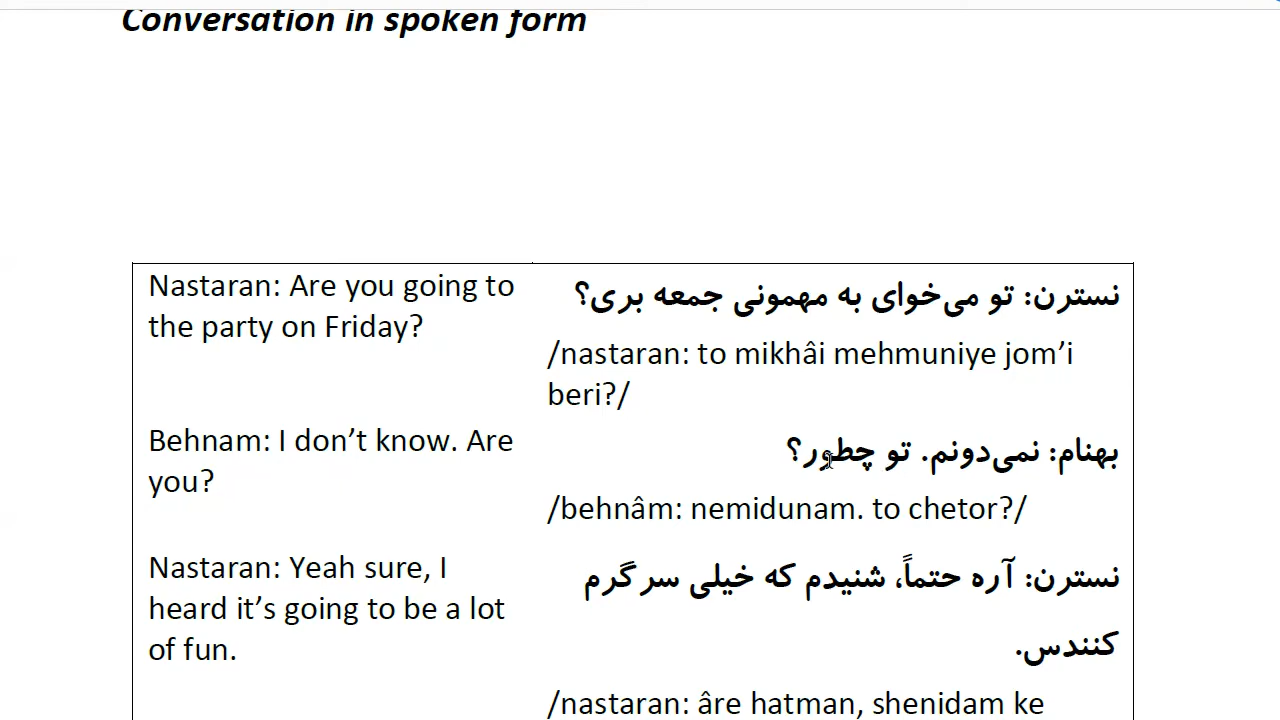 Conversation in spoken form
Nastaran: Are you going to
the party on Friday?
نسترن: تو می‌خوای به مهمونی جمعه بری؟
/nastaran: to mikhâi mehmuniye jom’i
beri?/
Behnam: I don’t know. Are
you?
بهنام: نمی‌دونم. تو چطور؟
/behnâm: nemidunam. to chetor?/
Nastaran: Yeah sure, I
heard it’s going to be a lot
of fun.
نسترن: آره حتماً، شنیدم که خیلی سر گرم
کنندس.
/nastaran: âre hatman, shenidam ke